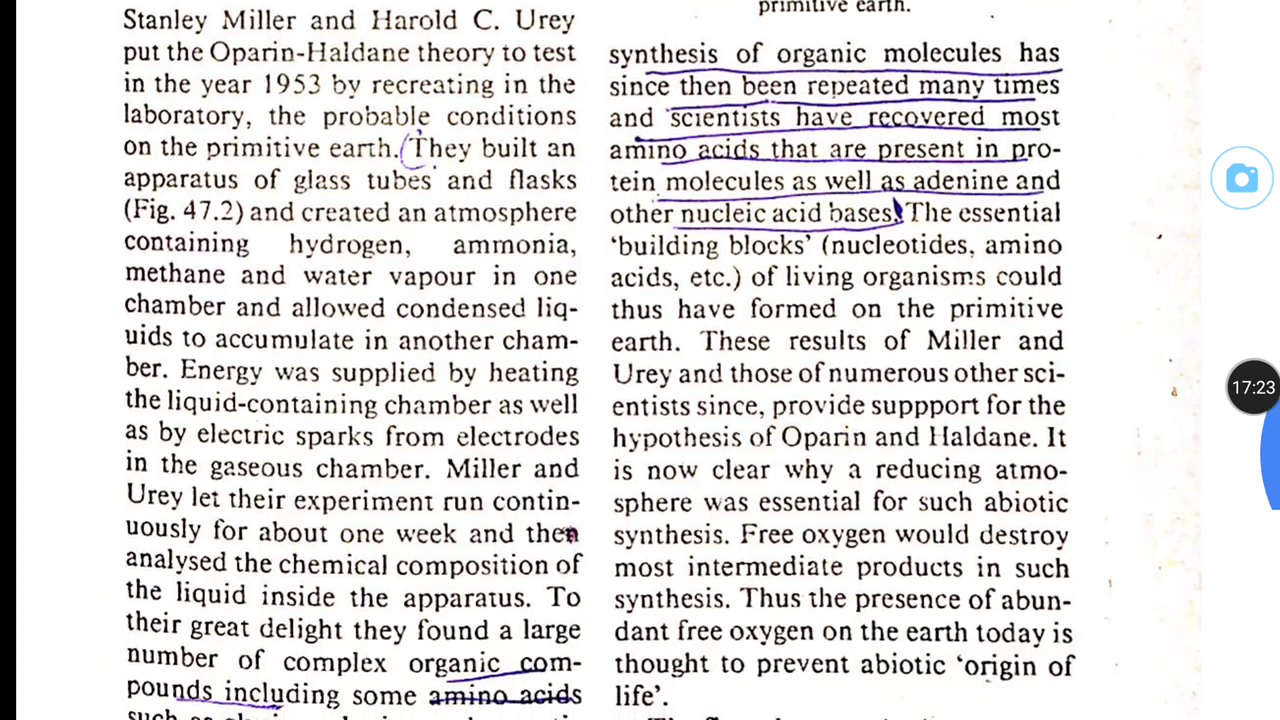 Stanley Miller and Harold C. Urey
put the Oparin-Haldane theory to test
in the year 1953 by recreating in the
laboratory, the probable conditions
on the primitive earth. They built an
apparatus of glass tubes and flasks
(Fig. 47.2) and created an atmosphere
containing hydrogen, ammonia,
methane and water vapour in one
chamber and allowed condensed liq-
uids to accumulate in another cham-
ber. Energy was supplied by heating
the liquid-containing chamber as well
as by electric sparks from electrodes
in the gaseous chamber. Miller and
Urey let their experiment run contin-
uously for about one week and then
analysed the chemical composition of
the liquid inside the apparatus. To
their great delight they found a large
number of complex organic com-
pounds including some amino acids
such as
primitive earth.
synthesis of organic molecules has
since then been repeated many times
and scientists have recovered most
amino acids that are present in pro-
tein molecules as well as adenine and
other nucleic acid bases. The essential
'building blocks' (nucleotides, amino
acids, etc.) of living organisms could
thus have formed on the primitive
earth. These results of Miller and
Urey and those of numerous other sci-
entists since, provide suppport for the
hypothesis of Oparin and Haldane. It
is now clear why a reducing atmo-
sphere was essential for such abiotic
synthesis. Free oxygen would destroy
most intermediate products in such
synthesis. Thus the presence of abun-
dant free oxygen on the earth today is
thought to prevent abiotic 'origin of
life'.
17:23